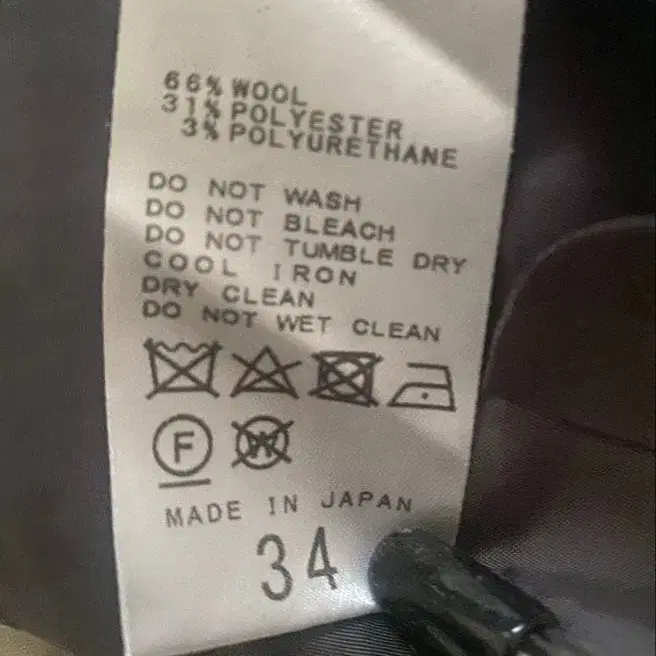 66% WOOL
31% POLYESTER
3% POLYURETHANE
DO NOT WASH
DO NOT BLEACH
DO NOT TUMBLE DRY
COOL IRON
DRY CLEAN
DO NOT WET CLEAN
F W
MADE IN JAPAN
34